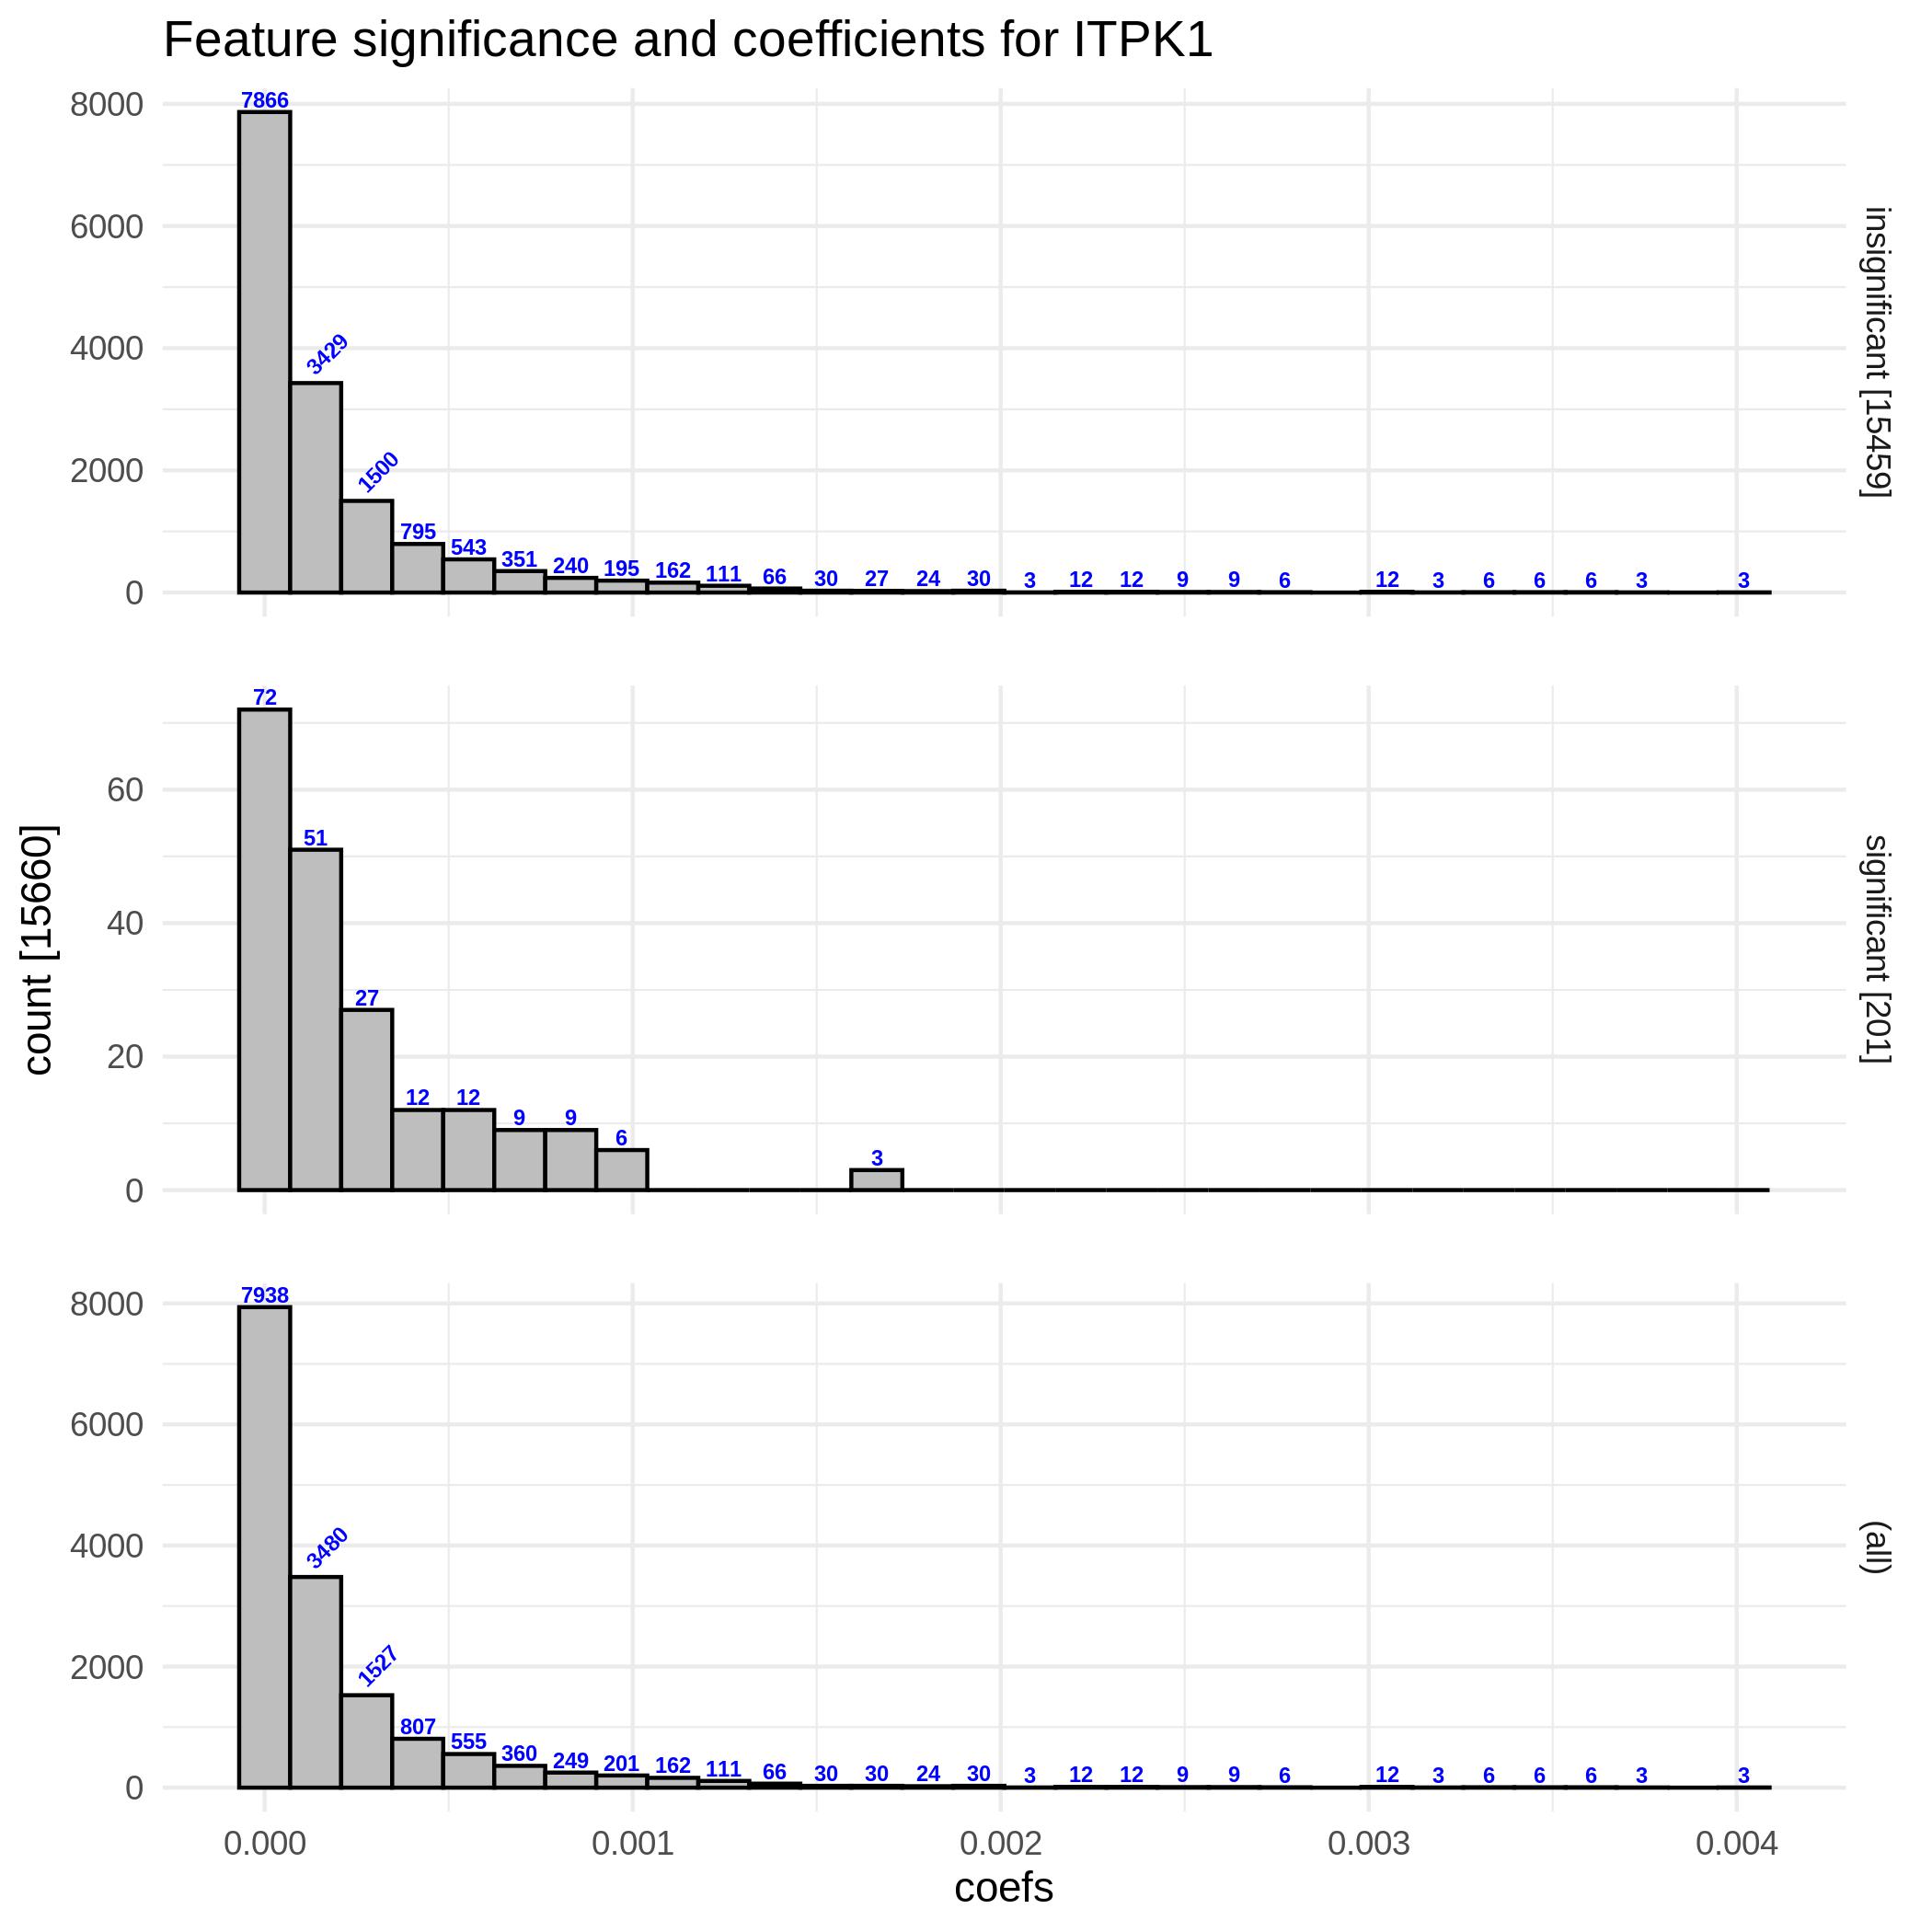 Feature significance and coefficients for ITPK1
count [15660]
8000
6000
4000
2000
0
7866
3429
1500
795 543 351 240 195 162 111 66 30 27 24 30 3 12 12 9 9 6 12 3 6 6 6 3 3
insignificant [15459]
60
40
20
0
72
51
27
12 12 9 9 6 3
significant [201]
8000
6000
4000
2000
0
7938
3480
1527
807 555 360 249 201 162 111 66 30 30 24 30 3 12 12 9 9 6 12 3 6 6 6 3 3
(all)
0.000 0.001 0.002 0.003 0.004
coefs